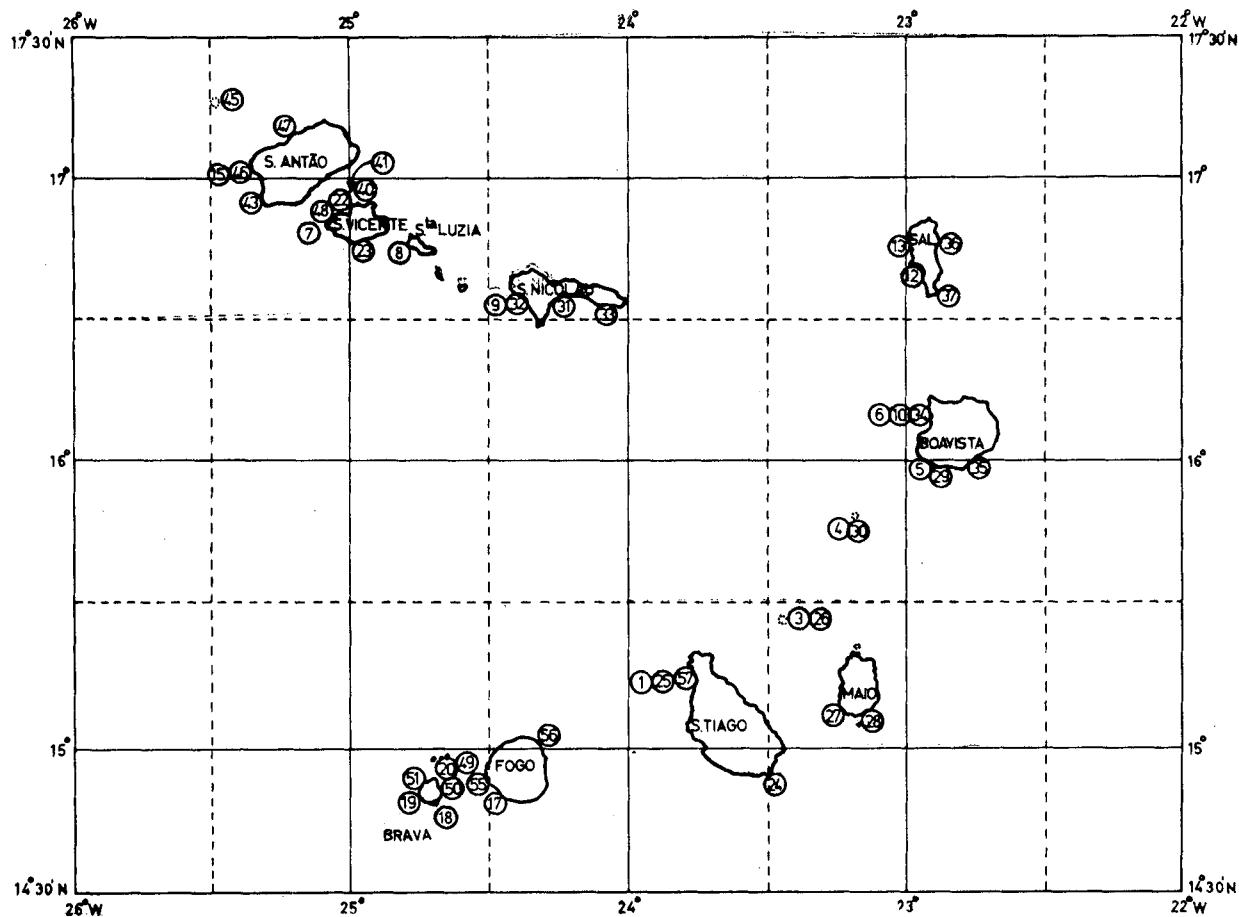 26°W 25° 24° 23° 22°W
17°30'N 17°30'N
45
47
S. ANTÃO 41
17° 15 46 17°
40
43 22
48 S.VICENTE Sta LUZIA
7 23 8
13 SAL 36
12
S.NICOLAU 37
9 32 31 33
6 10 34
BOAVISTA
16° 16°
5 29 35
4 30
3 26
1 25 57
MAIO
S.TIAGO 27 28
56
15° 15°
20 49 FOGO
51 50 55 24
19 17
18
BRAVA
14°30'N 14°30'N
26°W 25° 24° 23° 22°W